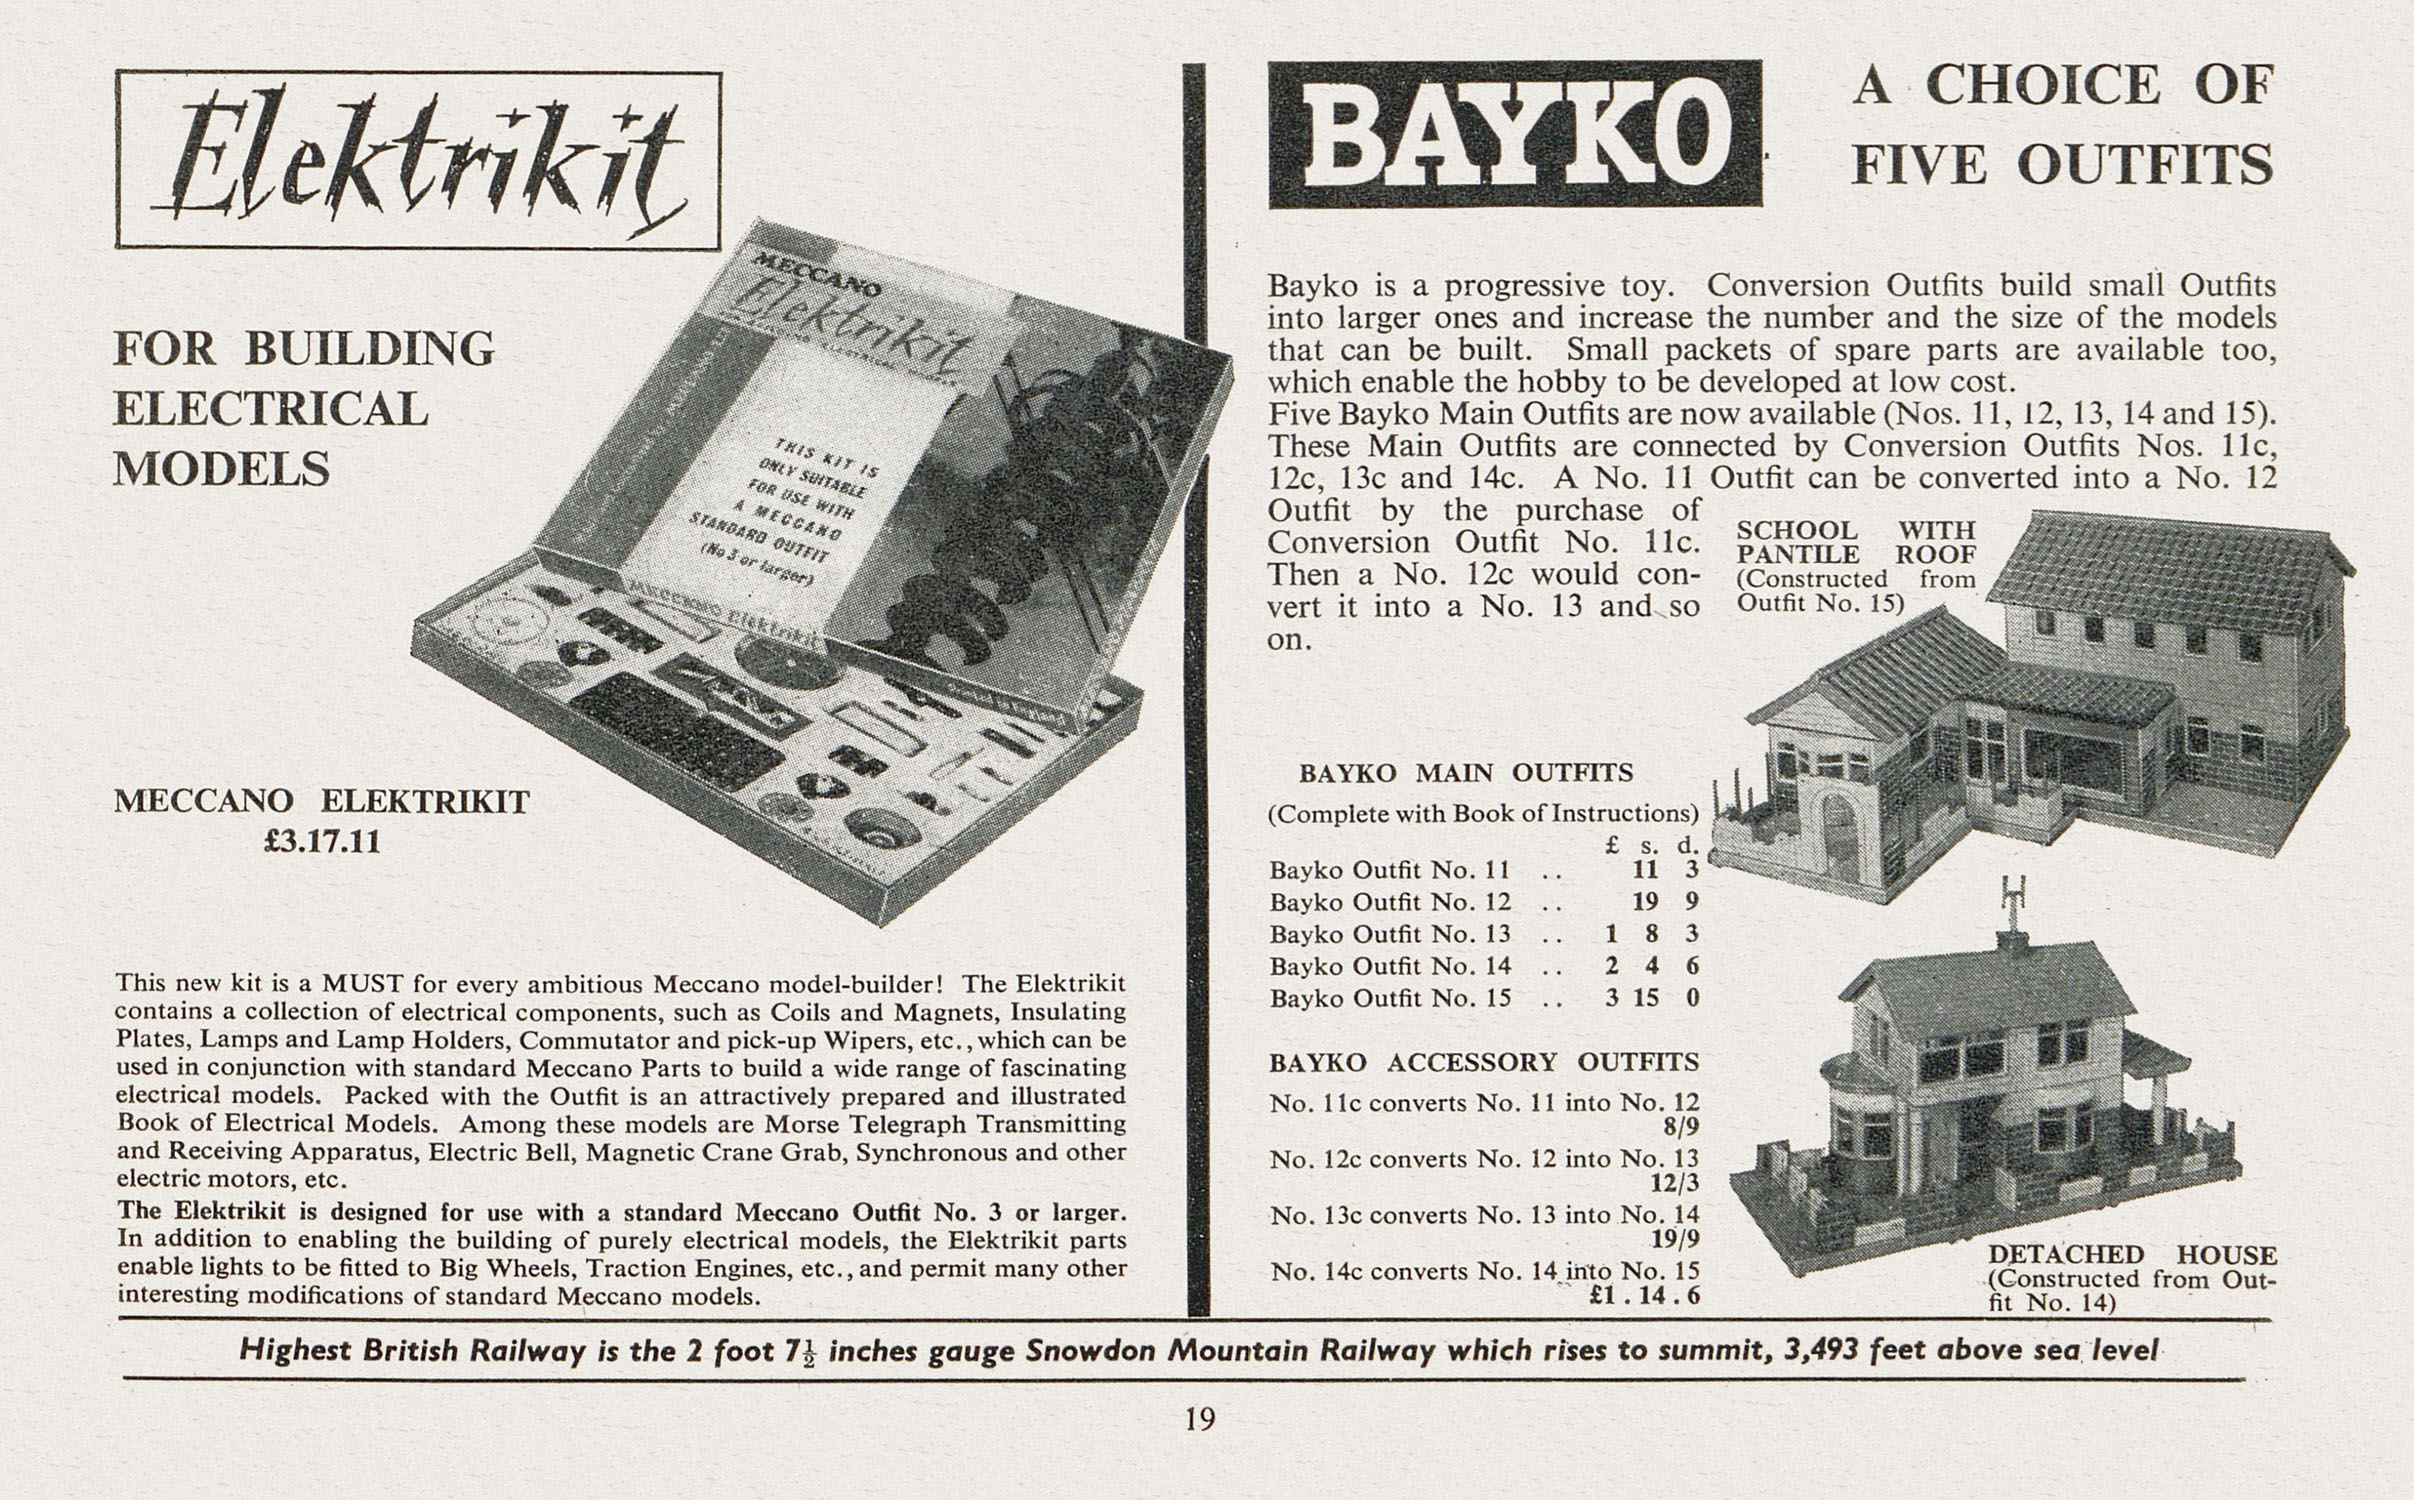 Elektrikit
FOR BUILDING
ELECTRICAL
MODELS
MECCANO
Elektrikit
THIS KIT IS
ONLY SUITABLE
FOR USE WITH
A MECCANO
STANDARD OUTFIT
(No 3 or larger)
MECCANO Elektrikit
MECCANO ELEKTRIKIT
£3.17.11
This new kit is a MUST for every ambitious Meccano model-builder! The Elektrikit
contains a collection of electrical components, such as Coils and Magnets, Insulating
Plates, Lamps and Lamp Holders, Commutator and pick-up Wipers, etc., which can be
used in conjunction with standard Meccano Parts to build a wide range of fascinating
electrical models. Packed with the Outfit is an attractively prepared and illustrated
Book of Electrical Models. Among these models are Morse Telegraph Transmitting
and Receiving Apparatus, Electric Bell, Magnetic Crane Grab, Synchronous and other
electric motors, etc.
The Elektrikit is designed for use with a standard Meccano Outfit No. 3 or larger.
In addition to enabling the building of purely electrical models, the Elektrikit parts
enable lights to be fitted to Big Wheels, Traction Engines, etc., and permit many other
interesting modifications of standard Meccano models.
BAYKO
A CHOICE OF
FIVE OUTFITS
Bayko is a progressive toy. Conversion Outfits build small Outfits
into larger ones and increase the number and the size of the models
that can be built. Small packets of spare parts are available too,
which enable the hobby to be developed at low cost.
Five Bayko Main Outfits are now available (Nos. 11, 12, 13, 14 and 15).
These Main Outfits are connected by Conversion Outfits Nos. 11c,
12c, 13c and 14c. A No. 11 Outfit can be converted into a No. 12
Outfit by the purchase of
Conversion Outfit No. 11c.
Then a No. 12c would con-
vert it into a No. 13 and so
on.
SCHOOL WITH
PANTILE ROOF
(Constructed from
Outfit No. 15)
BAYKO MAIN OUTFITS
(Complete with Book of Instructions)
£ s. d.
Bayko Outfit No. 11 .. 11 3
Bayko Outfit No. 12 .. 19 9
Bayko Outfit No. 13 .. 1 8 3
Bayko Outfit No. 14 .. 2 4 6
Bayko Outfit No. 15 .. 3 15 0
BAYKO ACCESSORY OUTFITS
No. 11c converts No. 11 into No. 12
8/9
No. 12c converts No. 12 into No. 13
12/3
No. 13c converts No. 13 into No. 14
19/9
No. 14c converts No. 14 into No. 15
£1.14.6
DETACHED HOUSE
(Constructed from Out-
fit No. 14)
Highest British Railway is the 2 foot 7½ inches gauge Snowdon Mountain Railway which rises to summit, 3,493 feet above sea level
19